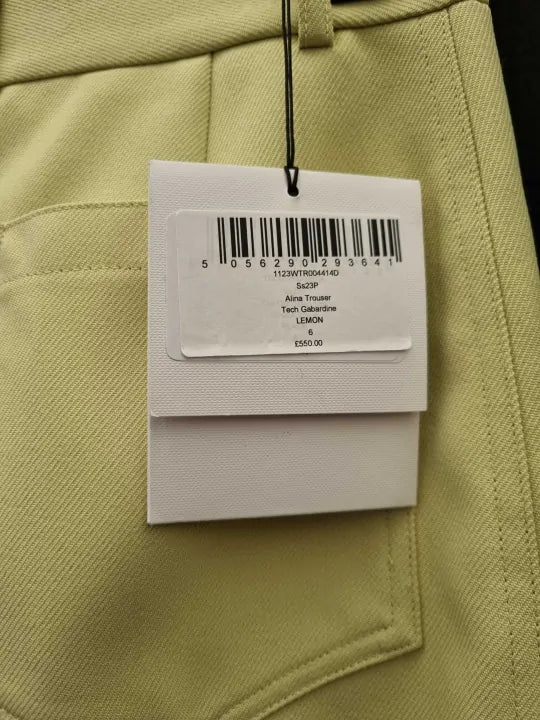 5 056290 293641
1123WTR004414D
Ss23P
Alina Trouser
Tech Gabardine
LEMON
6
£550.00